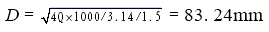 D = √4Q×1000/3.14/1.5 = 83. 24mm